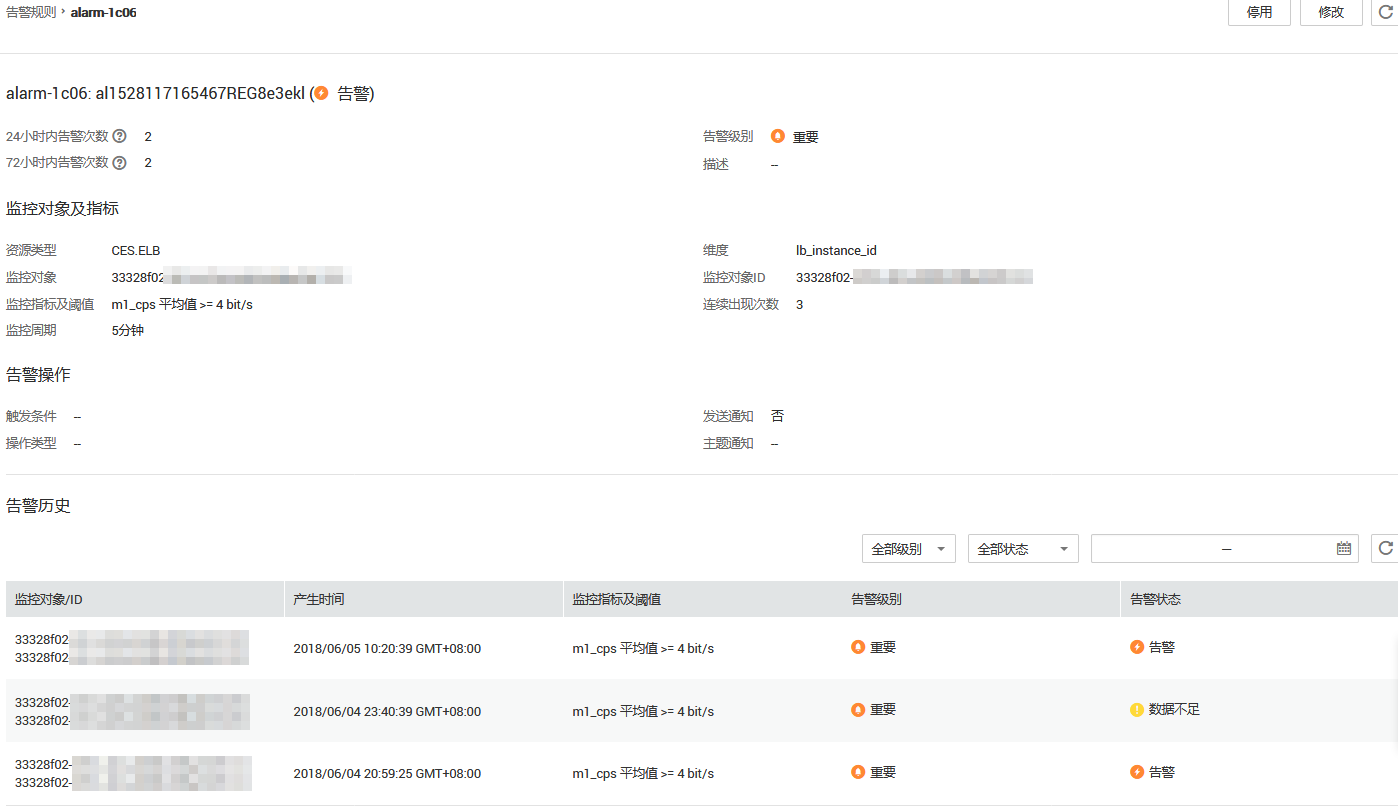 告警规则 › alarm-1c06 停用 修改
alarm-1c06: al1528117165467REG8e3ekl ( 告警)
24小时内告警次数 ? 2 告警级别 重要
72小时内告警次数 ? 2 描述 --
监控对象及指标
资源类型 CES.ELB 维度 lb_instance_id
监控对象 33328f02 监控对象ID 33328f02-
监控指标及阈值 m1_cps 平均值 >= 4 bit/s 连续出现次数 3
监控周期 5分钟
告警操作
触发条件 -- 发送通知 否
操作类型 -- 主题通知 --
告警历史
全部级别 全部状态 --
监控对象/ID 产生时间 监控指标及阈值 告警级别 告警状态
33328f02-
33328f02- 2018/06/05 10:20:39 GMT+08:00 m1_cps 平均值 >= 4 bit/s 重要 告警
33328f02-
33328f02- 2018/06/04 23:40:39 GMT+08:00 m1_cps 平均值 >= 4 bit/s 重要 数据不足
33328f02-
33328f02- 2018/06/04 20:59:25 GMT+08:00 m1_cps 平均值 >= 4 bit/s 重要 告警